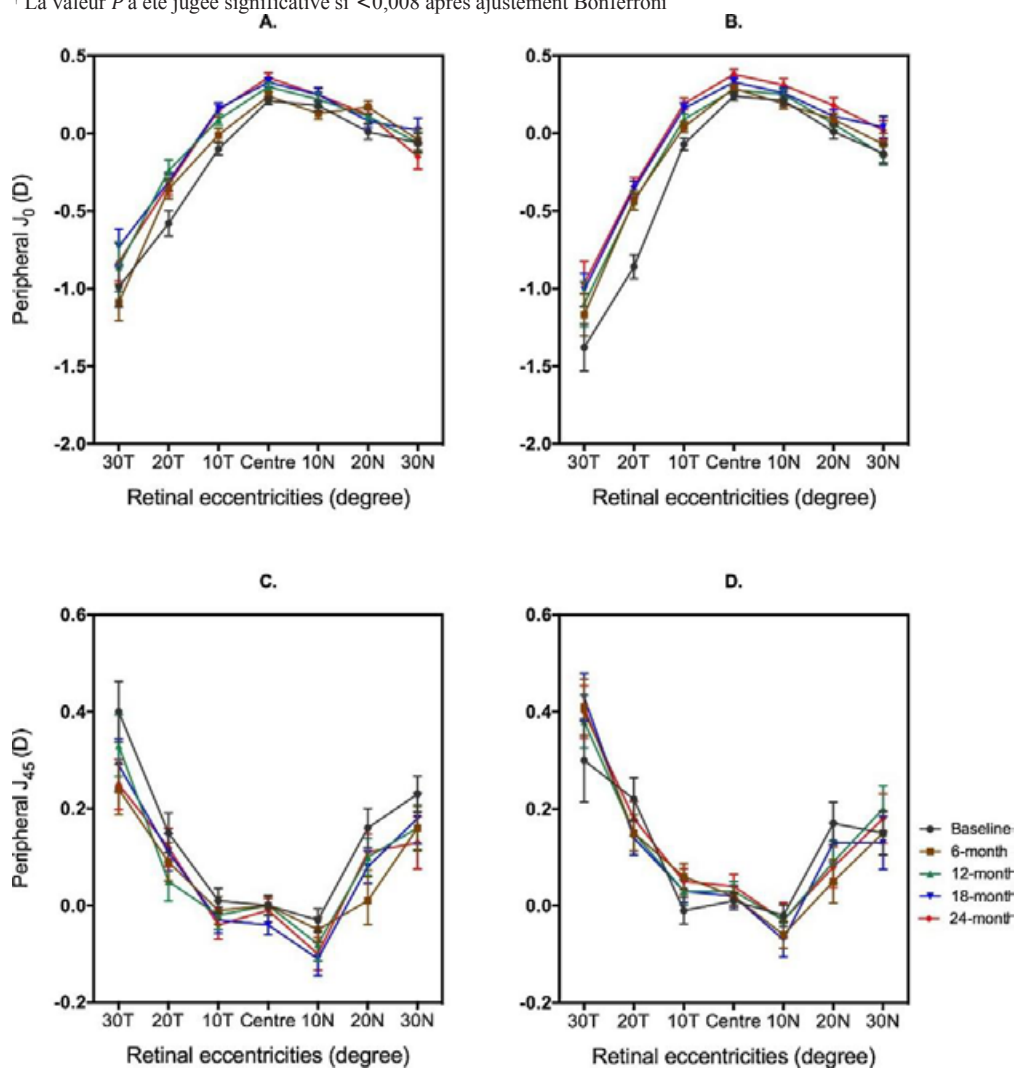 † La valeur P a été jugée significative si <0,008 après ajustement Bonferroni
A.
B.
0.5
0.0
-0.5
-1.0
-1.5
-2.0
Peripheral J0 (D)
30T 20T 10T Centre 10N 20N 30N
Retinal eccentricities (degree)
0.5
0.0
-0.5
-1.0
-1.5
-2.0
30T 20T 10T Centre 10N 20N 30N
Retinal eccentricities (degree)
C.
D.
0.6
0.4
0.2
0.0
-0.2
Peripheral J45 (D)
30T 20T 10T Centre 10N 20N 30N
Retinal eccentricities (degree)
0.6
0.4
0.2
0.0
-0.2
30T 20T 10T Centre 10N 20N 30N
Retinal eccentricities (degree)
Baseline
6-month
12-month
18-month
24-month